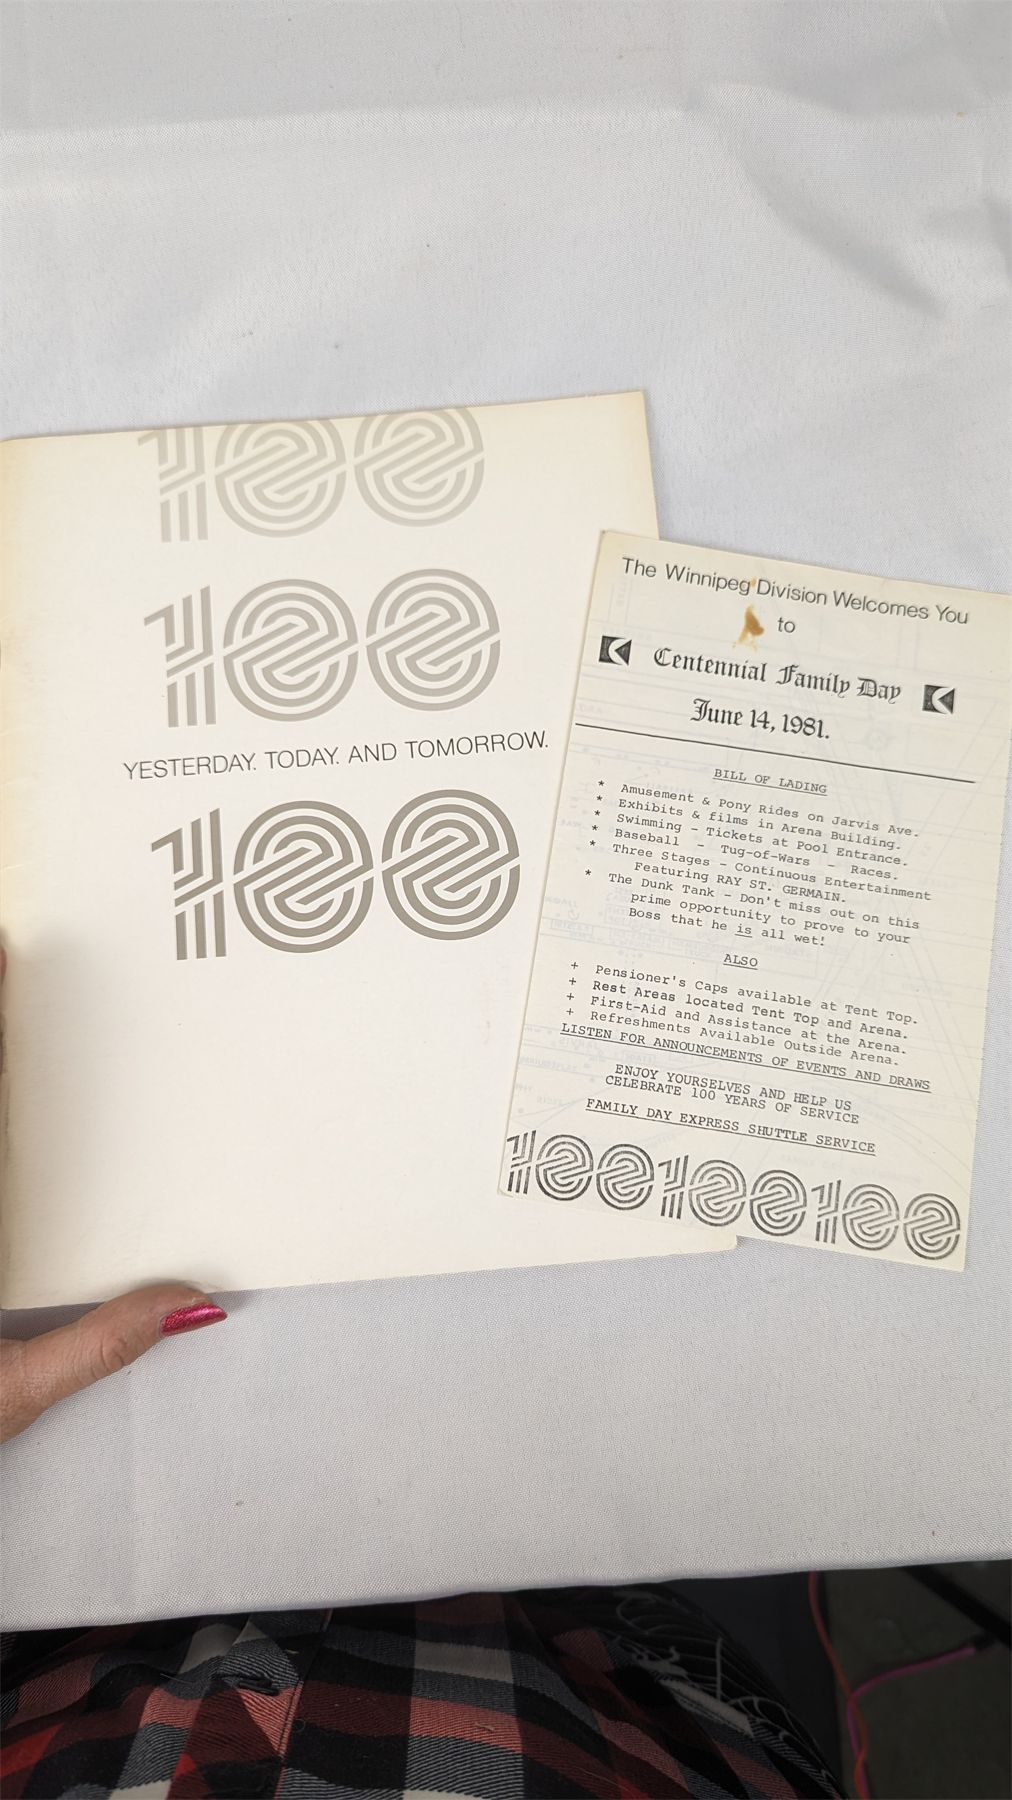 100
100
YESTERDAY. TODAY. AND TOMORROW.
100
The Winnipeg Division Welcomes You
to
Centennial Family Day
June 14, 1981.
BILL OF LADING
* Amusement & Pony Rides on Jarvis Ave.
* Exhibits & films in Arena Building.
* Swimming - Tickets at Pool Entrance.
* Baseball - Tug-of-Wars - Races.
* Three Stages - Continuous Entertainment
Featuring RAY ST. GERMAIN.
* The Dunk Tank - Don't miss out on this
prime opportunity to prove to your
Boss that he is all wet!
ALSO
+ Pensioner's Caps available at Tent Top.
+ Rest Areas located Tent Top and Arena.
+ First-Aid and Assistance at the Arena.
+ Refreshments Available Outside Arena.
LISTEN FOR ANNOUNCEMENTS OF EVENTS AND DRAWS
ENJOY YOURSELVES AND HELP US
CELEBRATE 100 YEARS OF SERVICE
FAMILY DAY EXPRESS SHUTTLE SERVICE
100 100 100